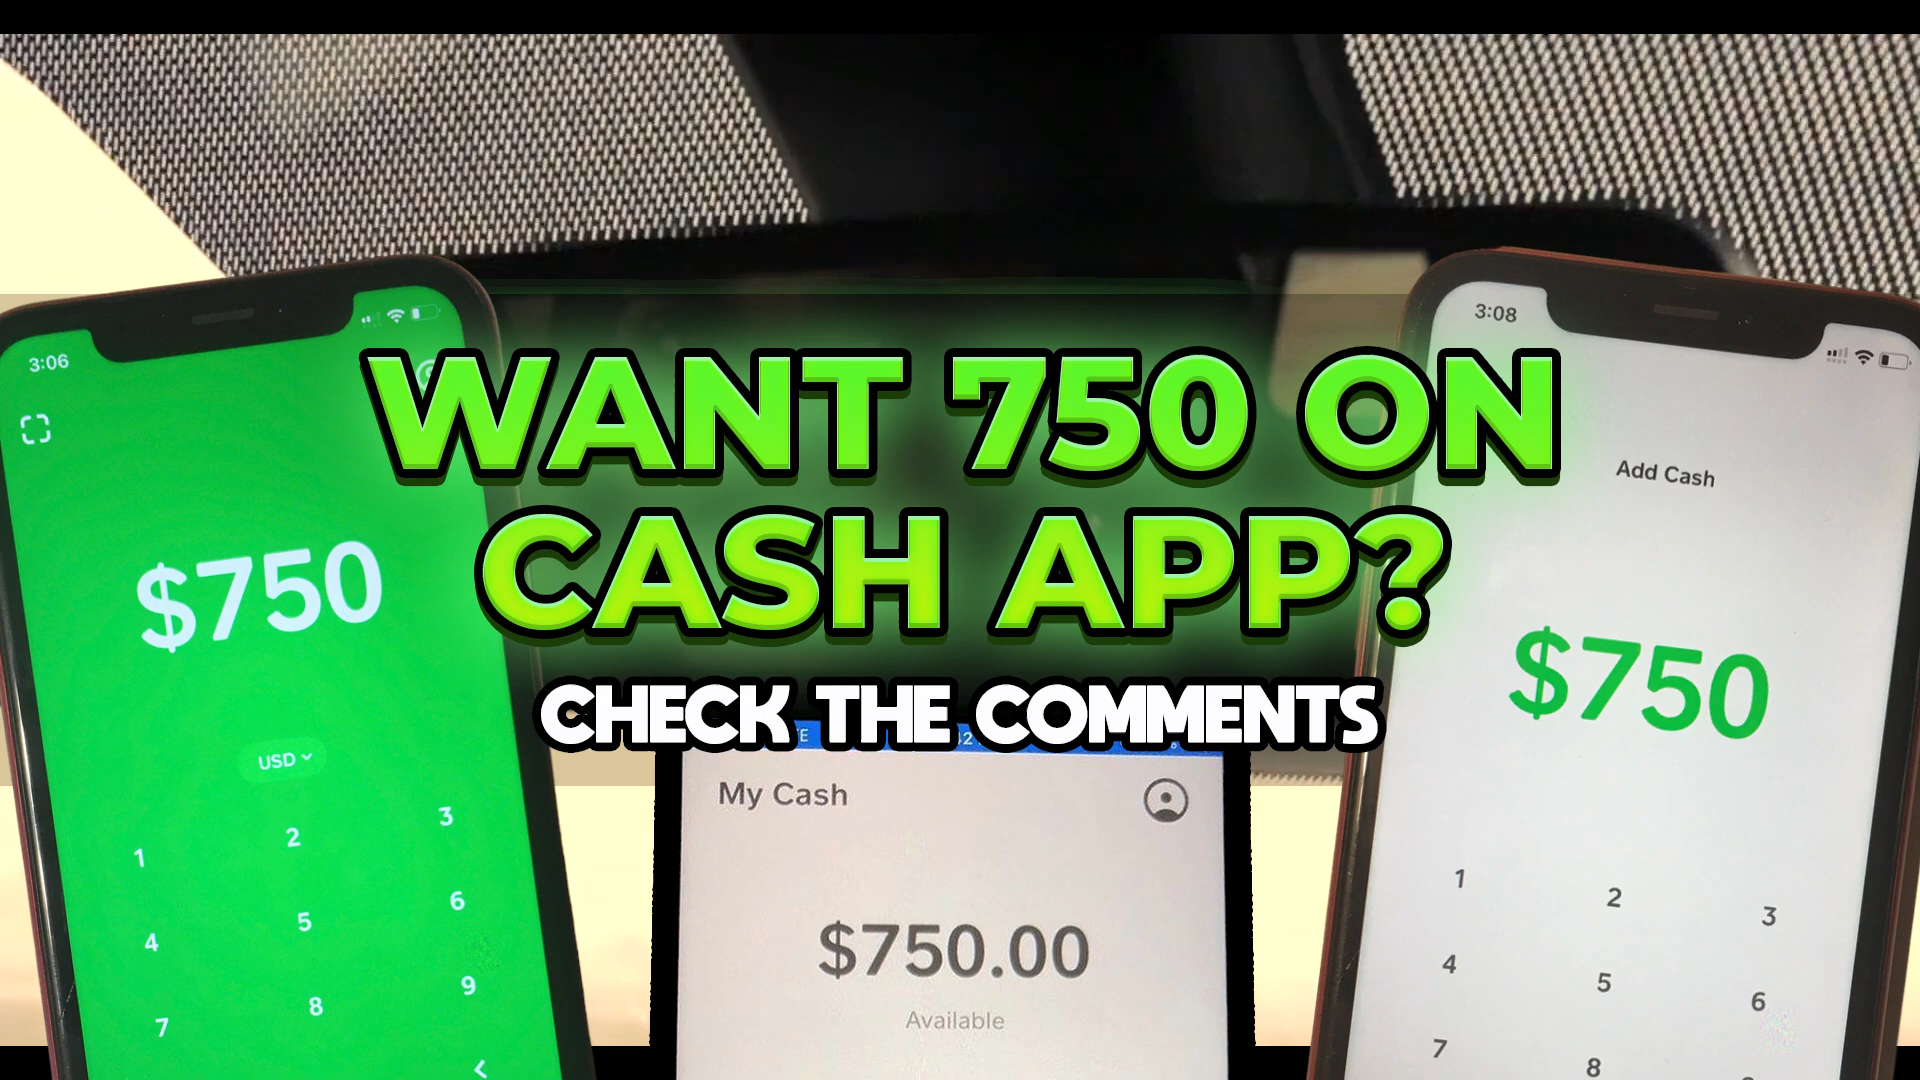 WANT 750 ON
CASH APP?
CHECK THE COMMENTS
3:06
$750
USD
1 2 3
4 5 6
7 8 9
<
My Cash
$750.00
Available
3:08
Add Cash
$750
1 2 3
4 5 6
7 8